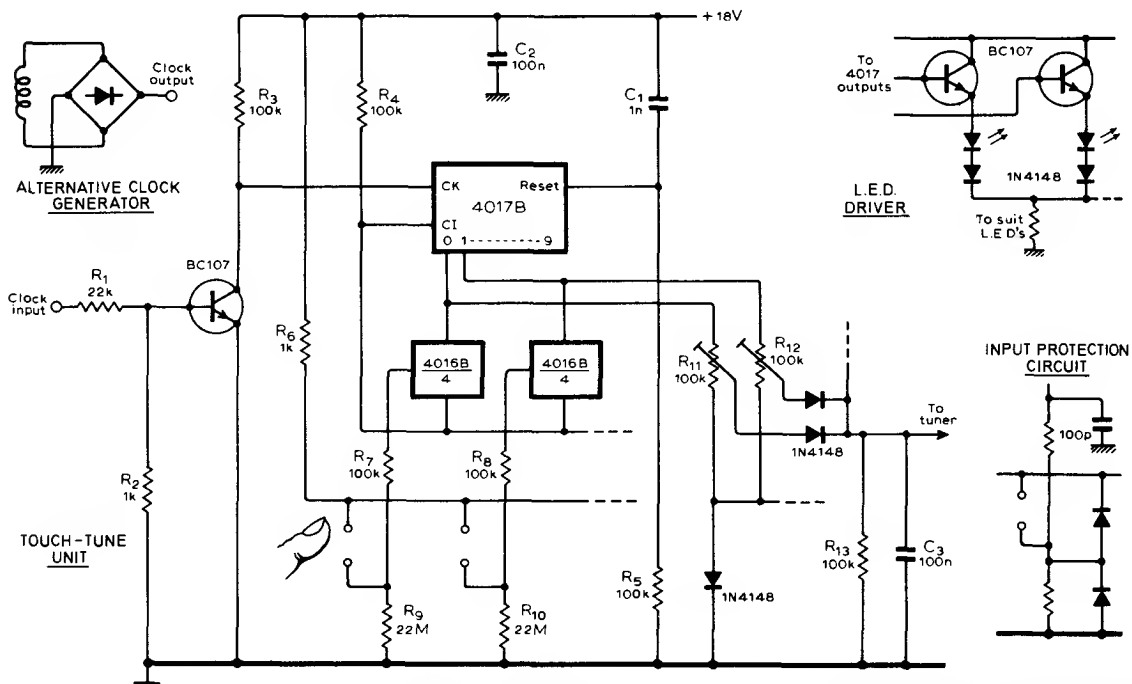 +18V
C2
100n
Clock
output
ALTERNATIVE CLOCK
GENERATOR
R3
100k
R4
100k
C1
1n
CK
Reset
4017B
CI
0 1 ------- 9
To
4017
outputs
BC107
1N4148
L.E.D.
DRIVER
To suit
L.E D's
R1
22k
BC107
Clock
input
R6
1k
4016B
4
4016B
4
R11
100k
R12
100k
INPUT PROTECTION
CIRCUIT
To
tuner
1N4148
100p
R7
100k
R8
100k
R2
1k
TOUCH-TUNE
UNIT
R9
22M
R10
22M
R5
100k
1N4148
R13
100k
C3
100n